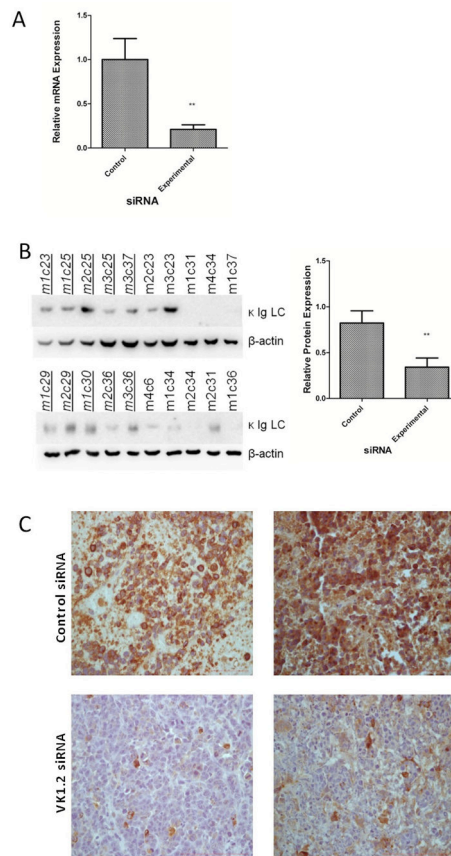 A
Relative mRNA Expression
1.5
1.0
0.5
0.0
**
Control
Experimental
siRNA
B
m1c23 m1c25 m2c25 m3c25 m3c37 m2c23 m3c23 m1c31 m4c34 m1c37
κ Ig LC
β-actin
m1c29 m2c29 m1c30 m2c36 m3c36 m4c6 m1c34 m2c34 m2c31 m1c36
κ Ig LC
β-actin
Relative Protein Expression
1.5
1.0
0.5
0.0
**
Control
Experimental
siRNA
C
Control siRNA
VK1.2 siRNA